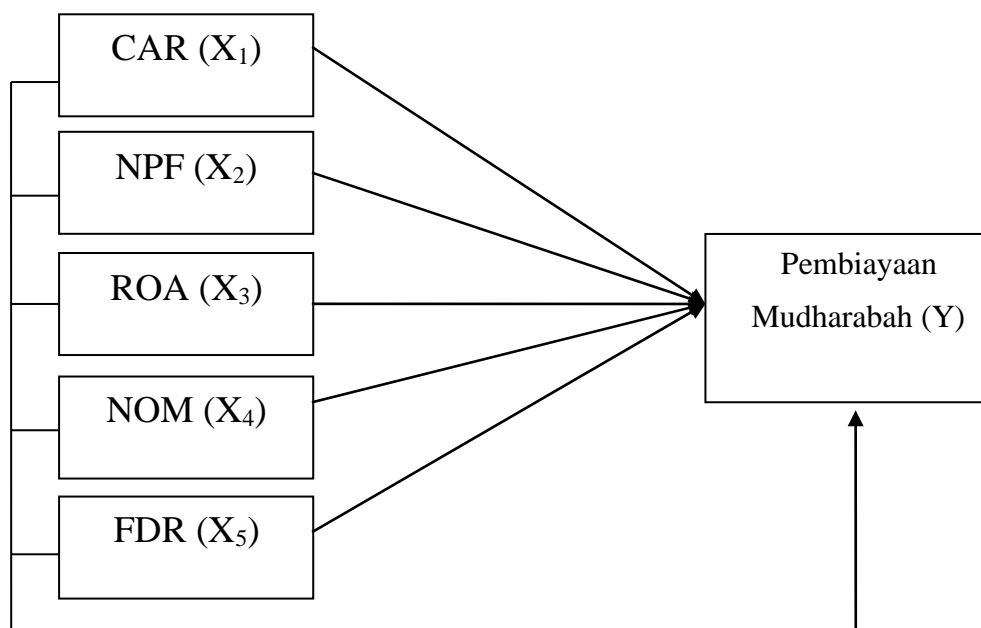 CAR (X₁)
NPF (X₂)
ROA (X₃)
NOM (X₄)
FDR (X₅)
Pembiayaan
Mudharabah (Y)